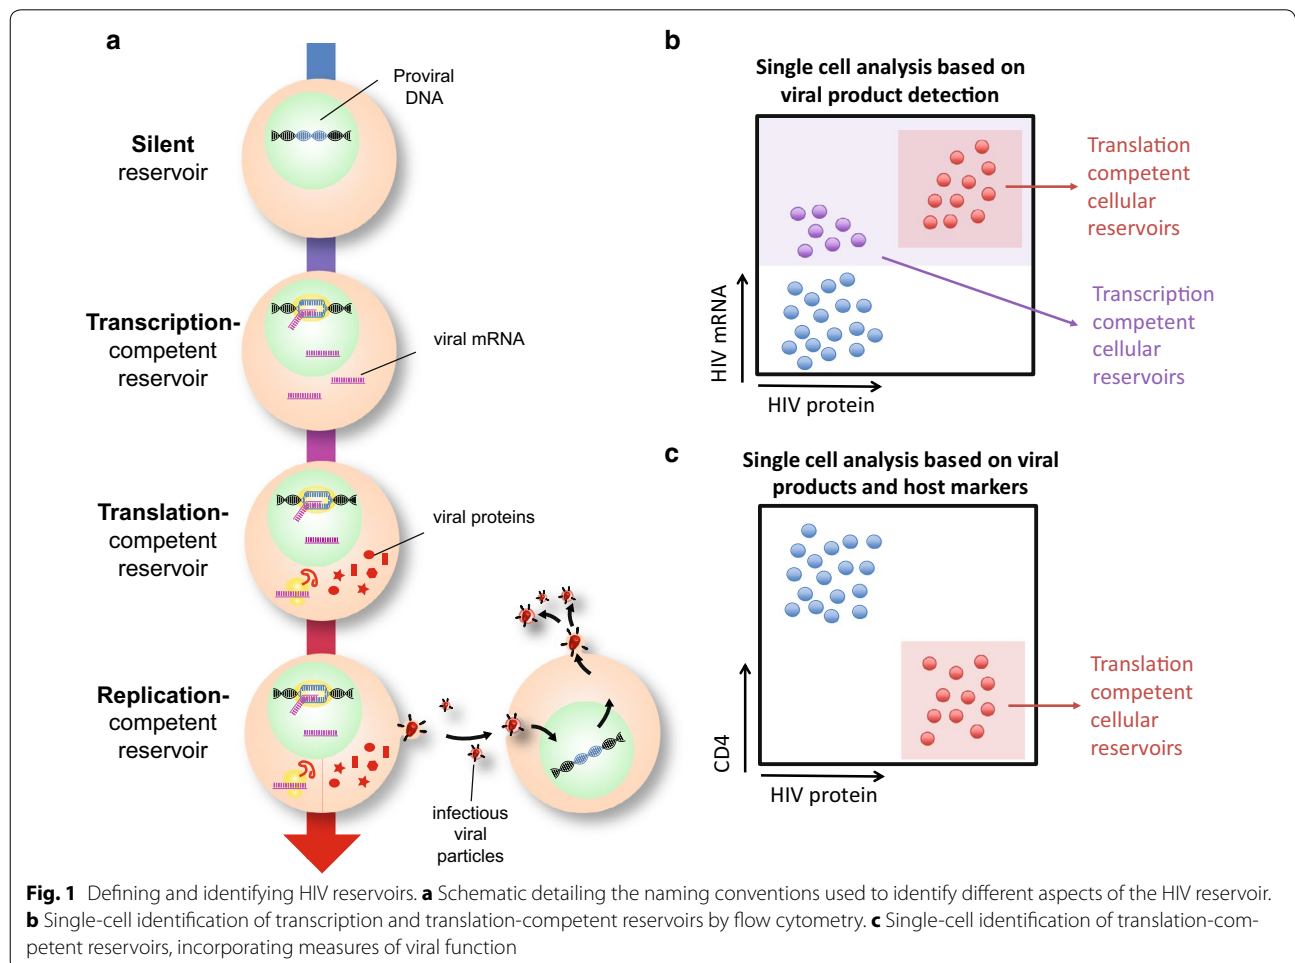 a
Proviral
DNA
Silent
reservoir
Transcription-
competent
reservoir
viral mRNA
Translation-
competent
reservoir
viral proteins
Replication-
competent
reservoir
infectious
viral
particles
b
Single cell analysis based on
viral product detection
Translation
competent
cellular
reservoirs
Transcription
competent
cellular
reservoirs
HIV mRNA
HIV protein
c
Single cell analysis based on viral
products and host markers
Translation
competent
cellular
reservoirs
CD4
HIV protein
Fig. 1 Defining and identifying HIV reservoirs. a Schematic detailing the naming conventions used to identify different aspects of the HIV reservoir.
b Single-cell identification of transcription and translation-competent reservoirs by flow cytometry. c Single-cell identification of translation-com-
petent reservoirs, incorporating measures of viral function